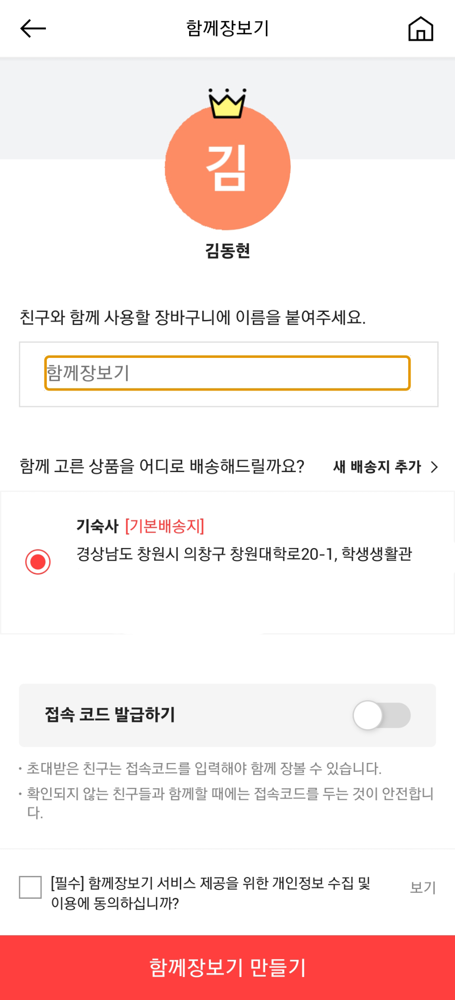 함께장보기
김
김동현
친구와 함께 사용할 장바구니에 이름을 붙여주세요.
함께장보기
함께 고른 상품을 어디로 배송해드릴까요? 새 배송지 추가 >
기숙사 [기본배송지]
경상남도 창원시 의창구 창원대학로20-1, 학생생활관
접속 코드 발급하기
· 초대받은 친구는 접속코드를 입력해야 함께 장볼 수 있습니다.
· 확인되지 않는 친구들과 함께할 때에는 접속코드를 두는 것이 안전합니
다.
[필수] 함께장보기 서비스 제공을 위한 개인정보 수집 및 보기
이용에 동의하십니까?
함께장보기 만들기